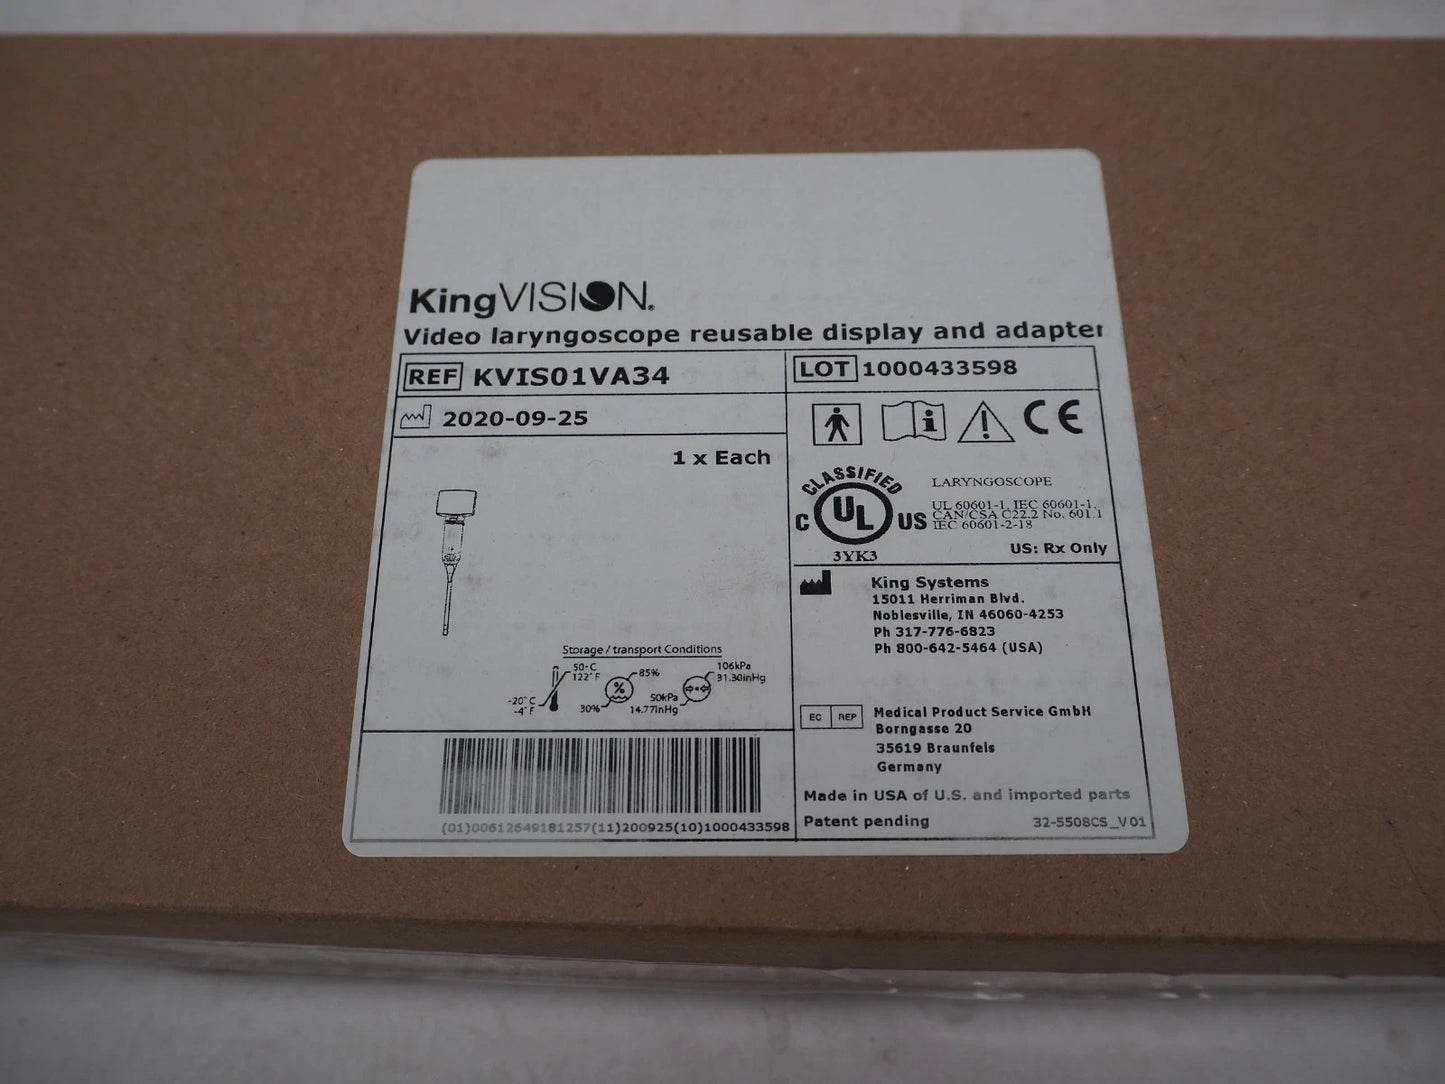 KingVISION®
Video laryngoscope reusable display and adapter
REF KVIS01VA34
LOT 1000433598
2020-09-25
1 x Each
CLASSIFIED
C UL US
3YK3
LARYNGOSCOPE
UL 60601-1, IEC 60601-1,
CAN/CSA C22.2 No. 601.1
IEC 60601-2-18
US: Rx Only
King Systems
15011 Herriman Blvd.
Noblesville, IN 46060-4253
Ph 317-776-6823
Ph 800-642-5464 (USA)
Storage / transport Conditions
50°C
122°F
-20°C
-4°F
%
85%
30%
106kPa
31.30inHg
50kPa
14.77inHg
EC REP
Medical Product Service GmbH
Borngasse 20
35619 Braunfels
Germany
(01)00612649181257(11)200925(10)1000433598
Made in USA of U.S. and imported parts
Patent pending
32-5508CS_V01